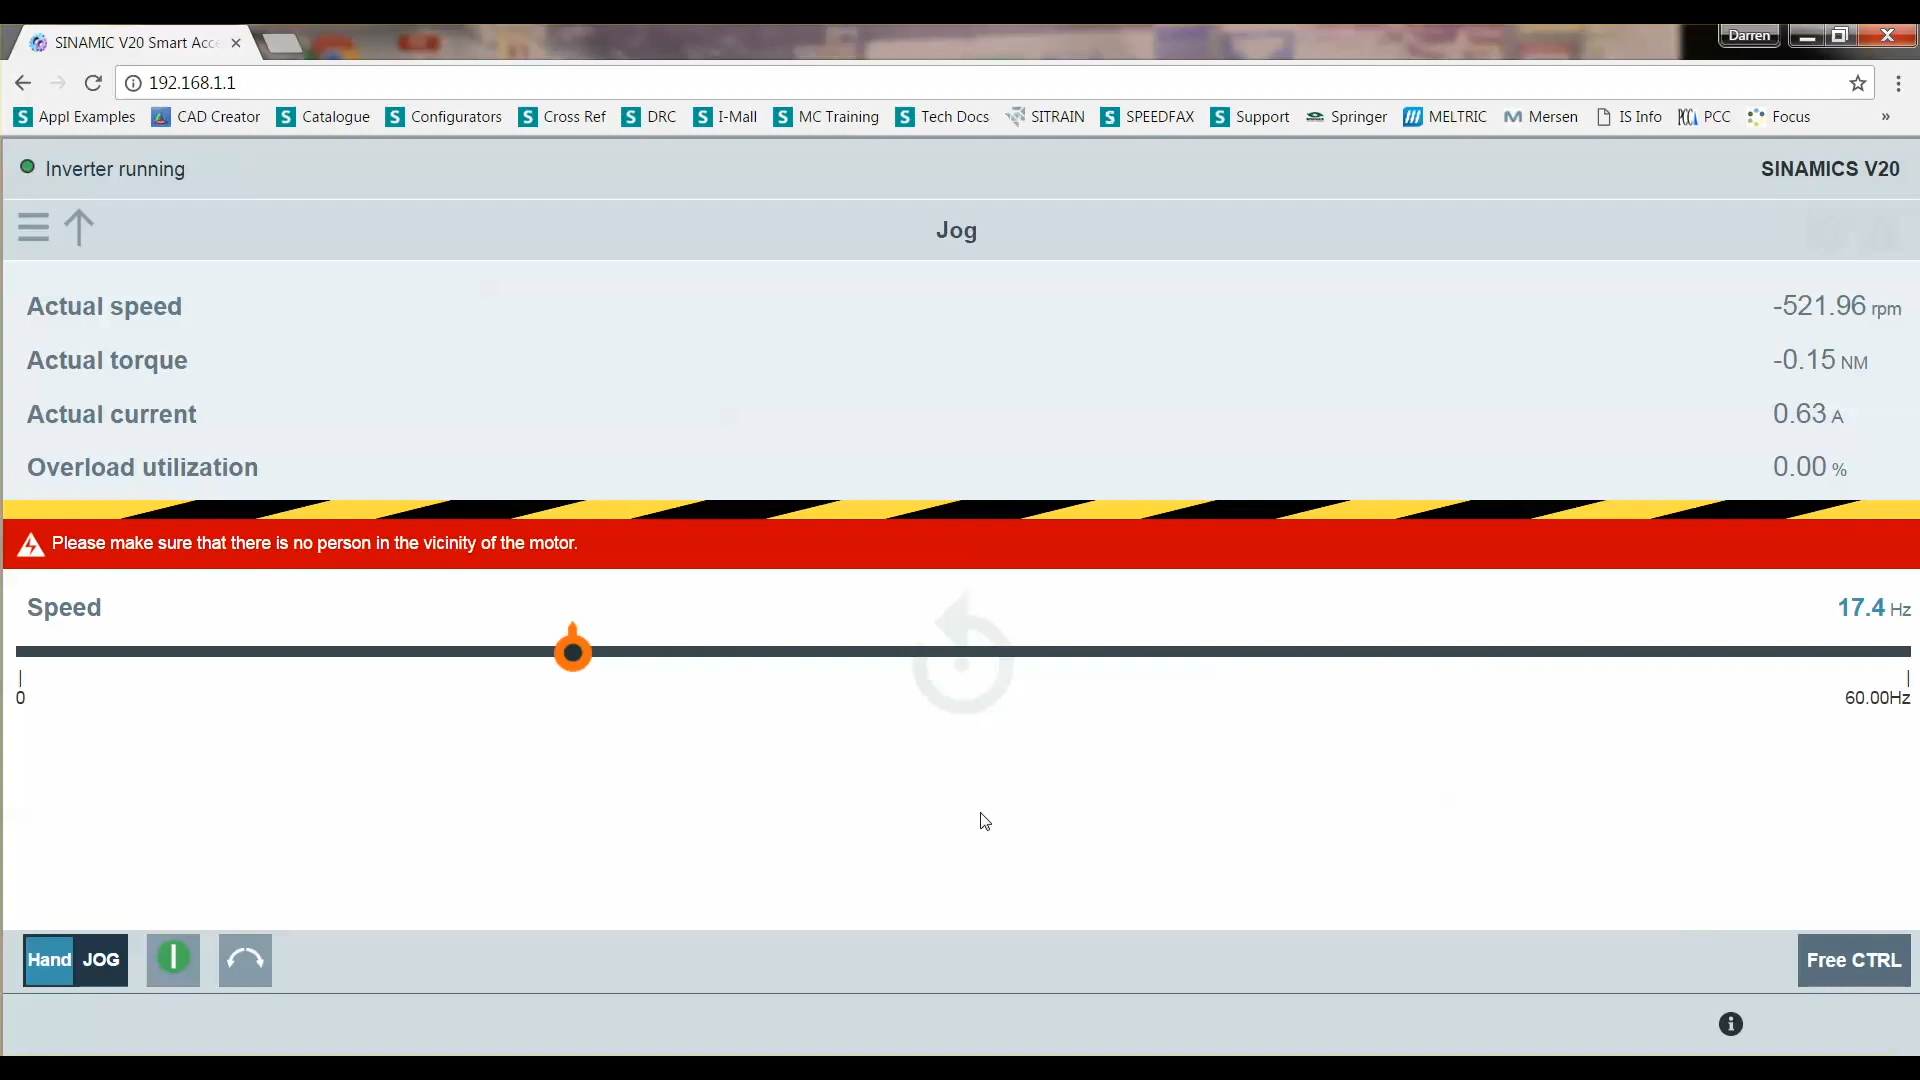 SINAMIC V20 Smart Acce
Darren
192.168.1.1
Appl Examples CAD Creator Catalogue Configurators Cross Ref DRC I-Mall MC Training Tech Docs SITRAIN SPEEDFAX Support Springer MELTRIC Mersen IS Info PCC Focus »
Inverter running SINAMICS V20
Jog
Actual speed -521.96 rpm
Actual torque -0.15 NM
Actual current 0.63 A
Overload utilization 0.00 %
Please make sure that there is no person in the vicinity of the motor.
Speed 17.4 Hz
0 60.00Hz
Hand JOG Free CTRL